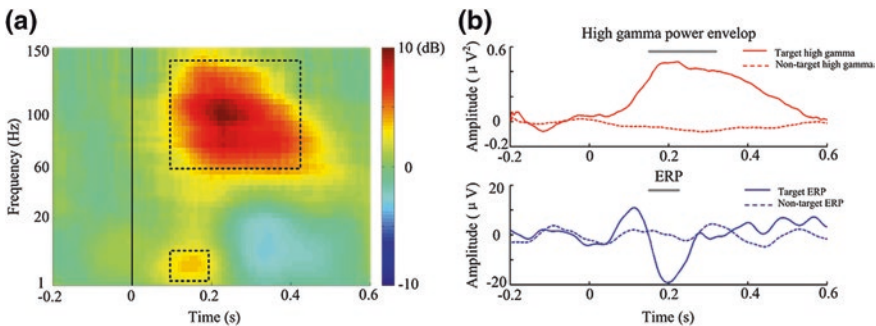 (a)
150
100
60
20
1
Frequency (Hz)
-0.2
0
0.2
0.4
0.6
Time (s)
10 (dB)
0
-10
(b)
High gamma power envelop
Target high gamma
Non-target high gamma
0.6
0
-0.2
Amplitude ( μ V²)
-0.2
0
0.2
0.4
0.6
ERP
Target ERP
Non-target ERP
20
0
-20
Amplitude ( μ V)
-0.2
0
0.2
0.4
0.6
Time (s)